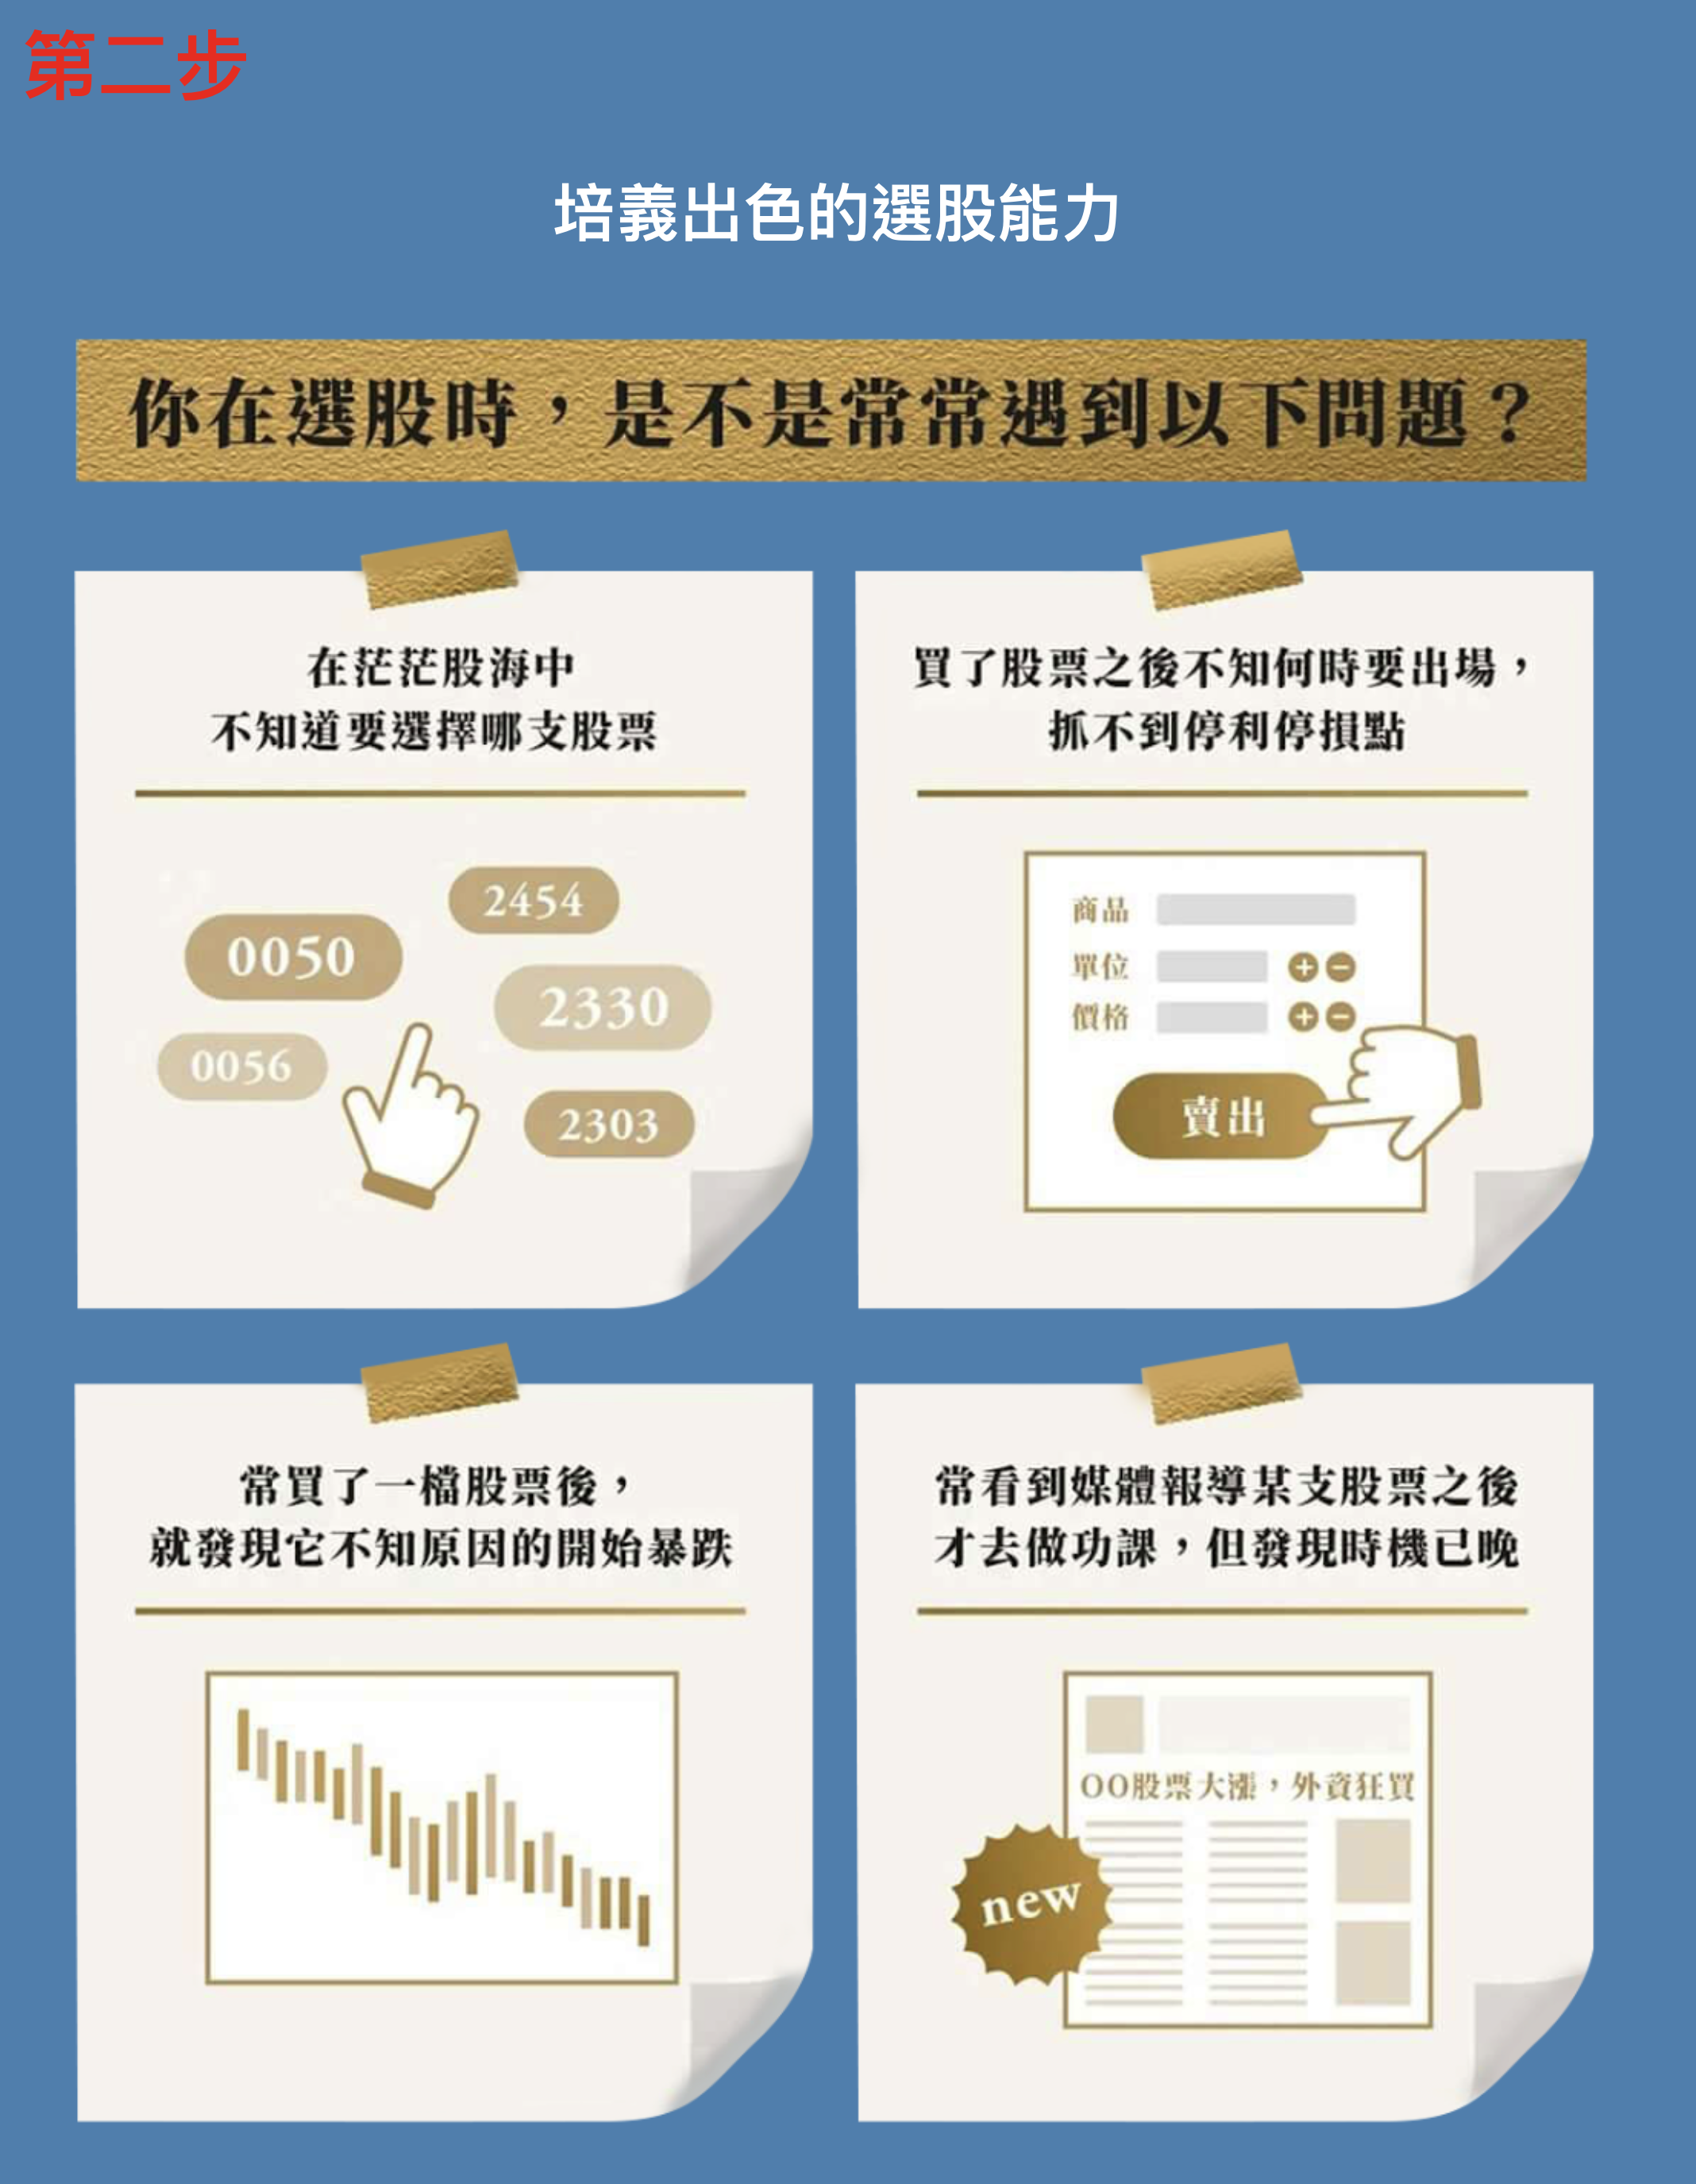 第二步
培義出色的選股能力
你在選股時，是不是常常遇到以下問題？
在茫茫股海中
不知道要選擇哪支股票
2454
0050
2330
0056
2303
買了股票之後不知何時要出場，
抓不到停利停損點
商品
單位
價格
賣出
常買了一檔股票後，
就發現它不知原因的開始暴跌
常看到媒體報導某支股票之後
才去做功課，但發現時機已晚
OO股票大漲，外資狂買
new